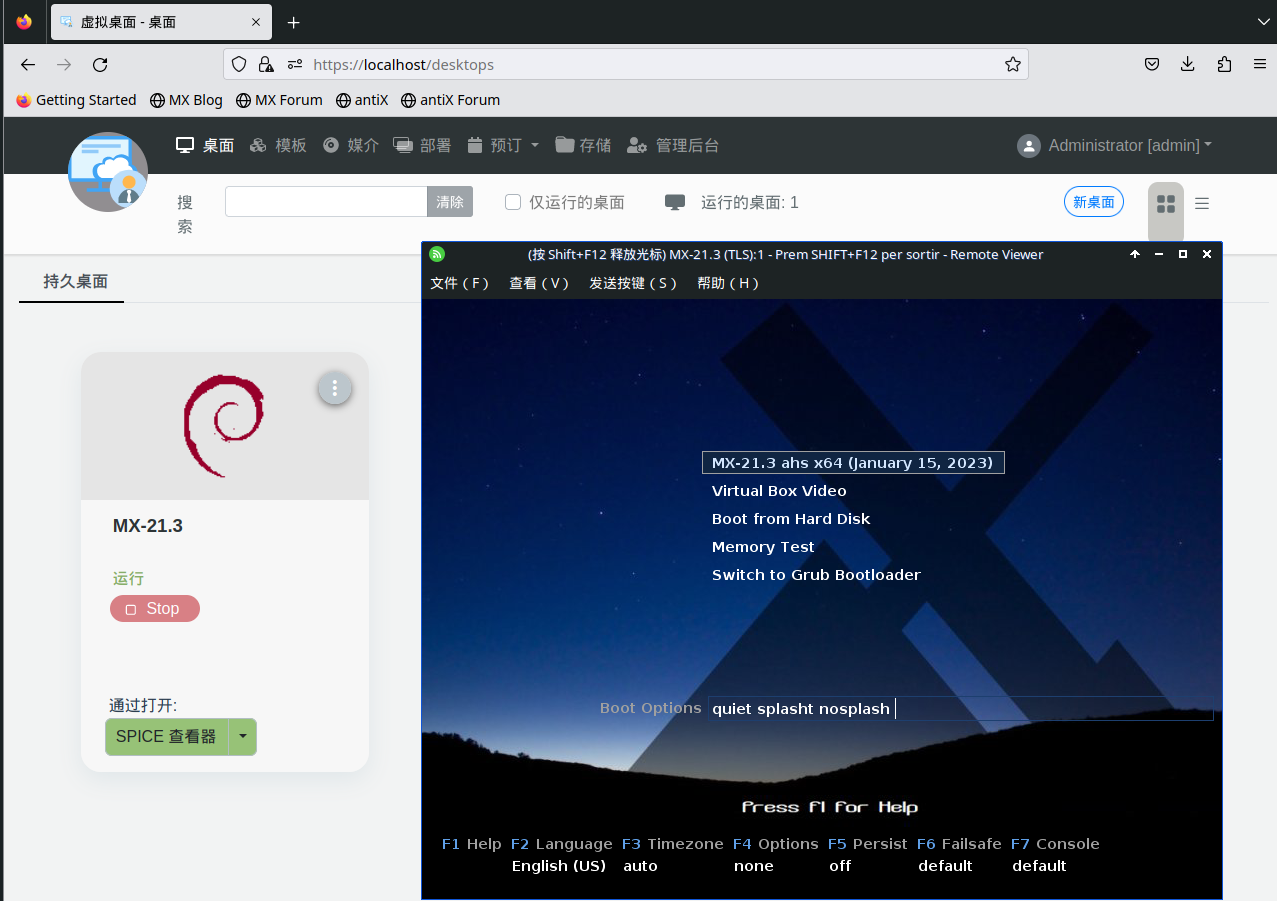 虚拟桌面 - 桌面
https://localhost/desktops
Getting Started MX Blog MX Forum antiX antiX Forum
桌面 模板 媒介 部署 预订 存储 管理后台 Administrator [admin]
搜索 清除 仅运行的桌面 运行的桌面: 1 新桌面
持久桌面
MX-21.3
运行
Stop
通过打开:
SPICE 查看器
(按 Shift+F12 释放光标) MX-21.3 (TLS):1 - Prem SHIFT+F12 per sortir - Remote Viewer
文件（F） 查看（V） 发送按键（S） 帮助（H）
MX-21.3 ahs x64 (January 15, 2023)
Virtual Box Video
Boot from Hard Disk
Memory Test
Switch to Grub Bootloader
Boot Options quiet splasht nosplash
Press F1 for Help
F1 Help F2 Language F3 Timezone F4 Options F5 Persist F6 Failsafe F7 Console
English (US) auto none off default default